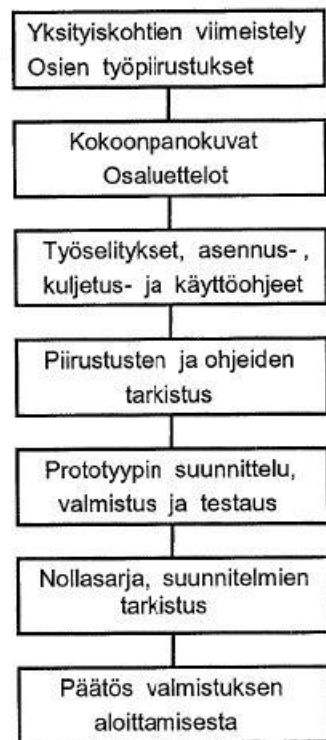 Yksityiskohtien viimeistely
Osien työpiirustukset
Kokoonpanokuvat
Osaluettelot
Työselitykset, asennus-,
kuljetus- ja käyttöohjeet
Piirustusten ja ohjeiden
tarkistus
Prototyypin suunnittelu,
valmistus ja testaus
Nollasarja, suunnitelmien
tarkistus
Päätös valmistuksen
aloittamisesta